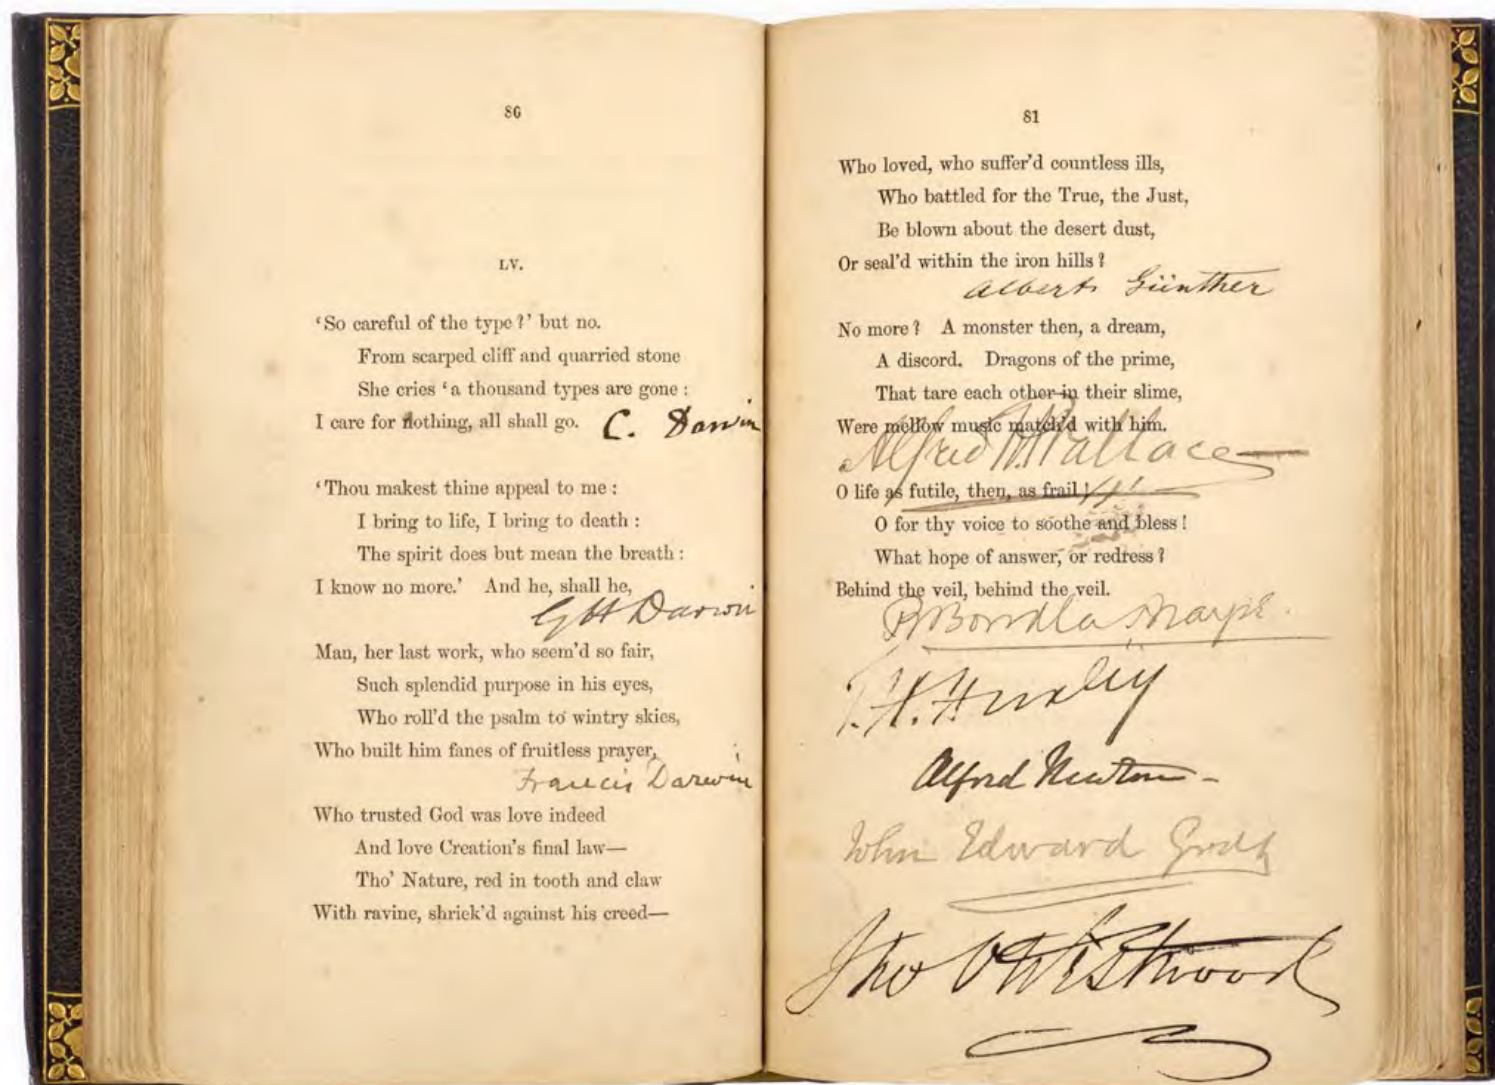 80
LV.
‘So careful of the type?’ but no.
From scarped cliff and quarried stone
She cries ‘a thousand types are gone:
I care for nothing, all shall go.
C. Darwin
‘Thou makest thine appeal to me:
I bring to life, I bring to death:
The spirit does but mean the breath:
I know no more.’ And he, shall he,
G H Darwin
Man, her last work, who seem’d so fair,
Such splendid purpose in his eyes,
Who roll’d the psalm to wintry skies,
Who built him fanes of fruitless prayer,
Francis Darwin
Who trusted God was love indeed
And love Creation’s final law—
Tho’ Nature, red in tooth and claw
With ravine, shriek’d against his creed—
81
Who loved, who suffer’d countless ills,
Who battled for the True, the Just,
Be blown about the desert dust,
Or seal’d within the iron hills?
Albert Günther
No more? A monster then, a dream,
A discord. Dragons of the prime,
That tare each other in their slime,
Were mellow music match’d with him.
Alfred R. Wallace
O life as futile, then, as frail!
O for thy voice to soothe and bless!
What hope of answer, or redress?
Behind the veil, behind the veil.
R Bowdler Sharpe.
T. H. Huxley
Alfred Newton
John Edward Gray
Jno O Westwood